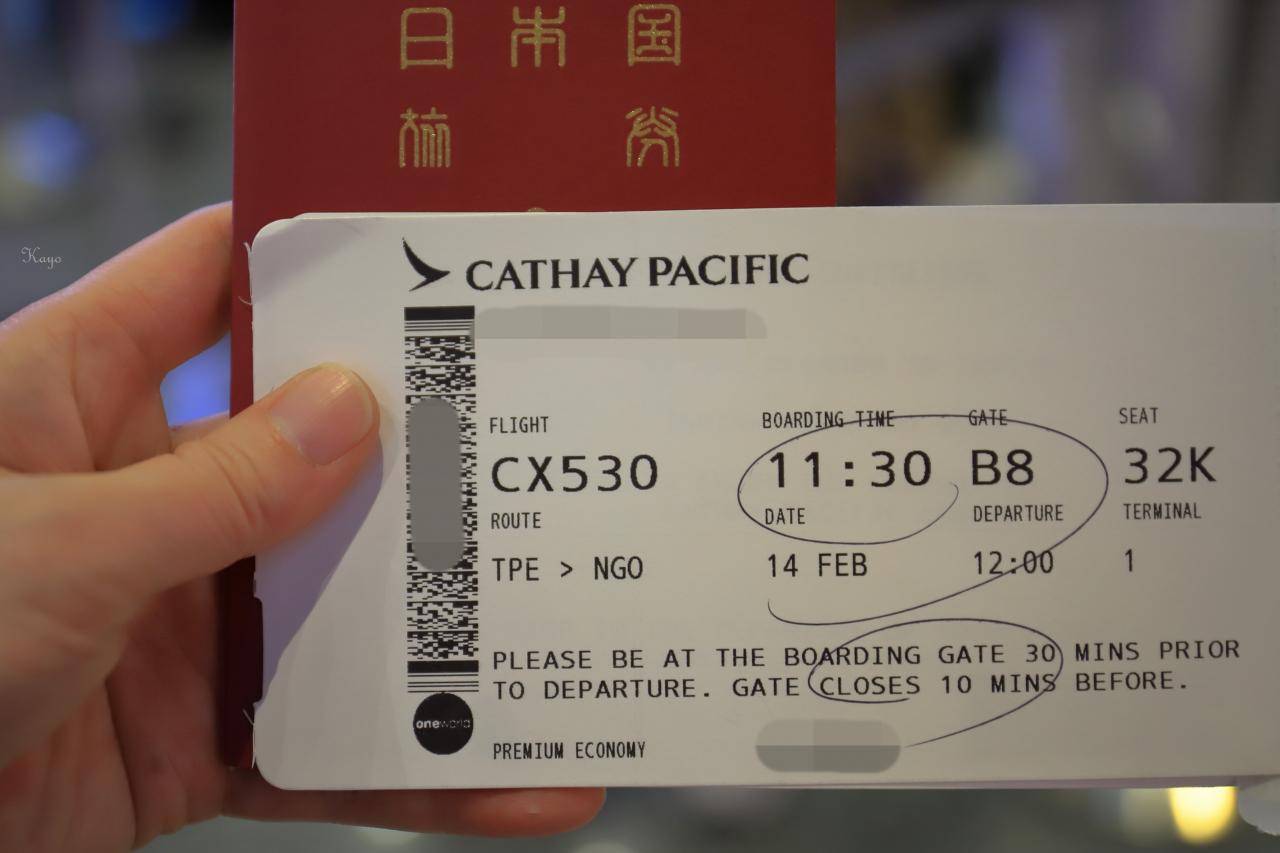 日本国
旅券
Kayo
CATHAY PACIFIC
FLIGHT BOARDING TIME GATE SEAT
CX530 11:30 B8 32K
ROUTE DATE DEPARTURE TERMINAL
TPE > NGO 14 FEB 12:00 1
PLEASE BE AT THE BOARDING GATE 30 MINS PRIOR
TO DEPARTURE. GATE CLOSES 10 MINS BEFORE.
oneworld
PREMIUM ECONOMY